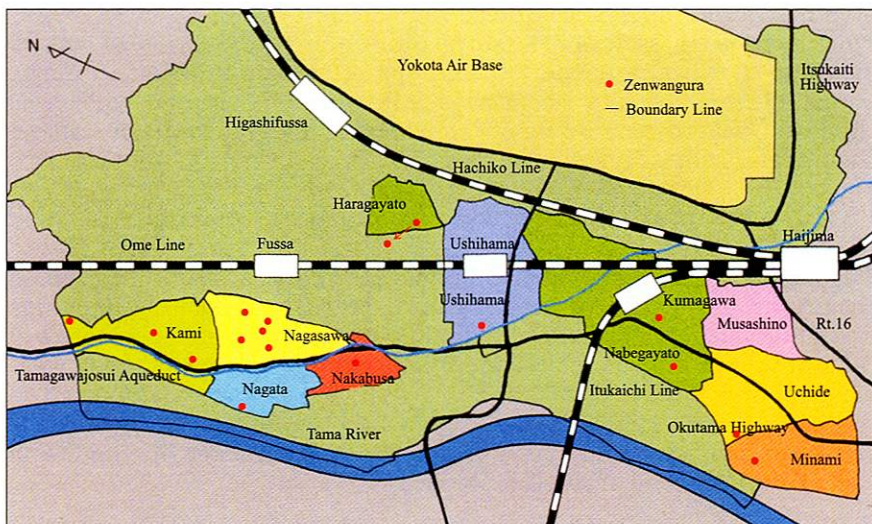 N
Yokota Air Base
Zenwangura
Boundary Line
Itsukaiti
Highway
Higashifussa
Hachiko Line
Haragayato
Ome Line
Fussa
Ushihama
Haijima
Ushihama
Kumagawa
Musashino
Rt.16
Kami
Nagasawa
Nabegayato
Tamagawajosui Aqueduct
Nagata
Nakabusa
Itukaichi Line
Uchide
Okutama Highway
Tama River
Minami